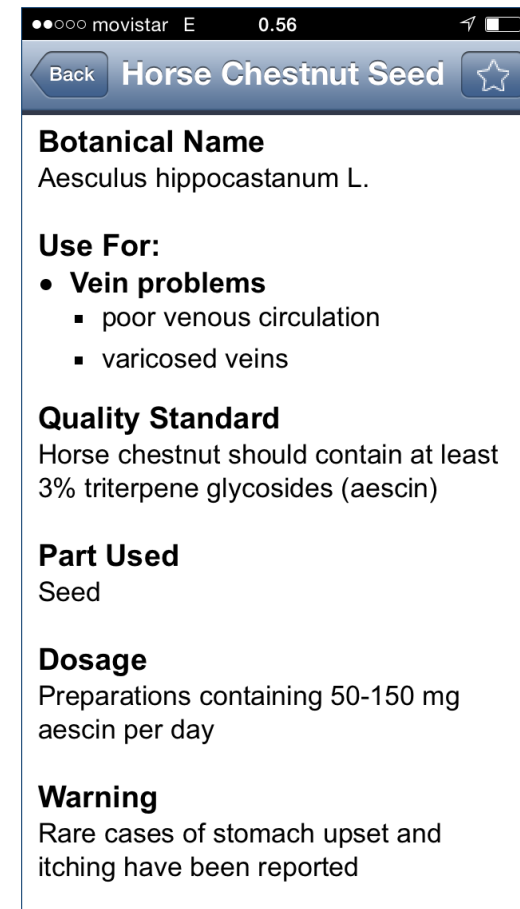 movistar E 0.56
Back Horse Chestnut Seed
Botanical Name
Aesculus hippocastanum L.
Use For:
• Vein problems
▪ poor venous circulation
▪ varicosed veins
Quality Standard
Horse chestnut should contain at least
3% triterpene glycosides (aescin)
Part Used
Seed
Dosage
Preparations containing 50-150 mg
aescin per day
Warning
Rare cases of stomach upset and
itching have been reported